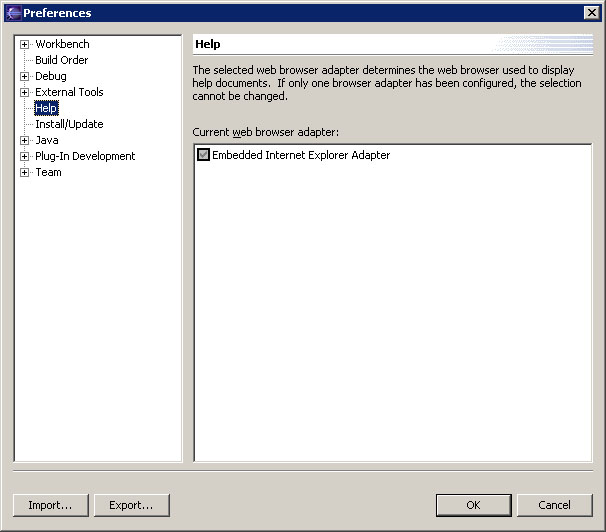 Preferences
Workbench
Build Order
Debug
External Tools
Help
Install/Update
Java
Plug-In Development
Team
Help
The selected web browser adapter determines the web browser used to display
help documents.  If only one browser adapter has been configured, the selection
cannot be changed.
Current web browser adapter:
Embedded Internet Explorer Adapter
Import...
Export...
OK
Cancel